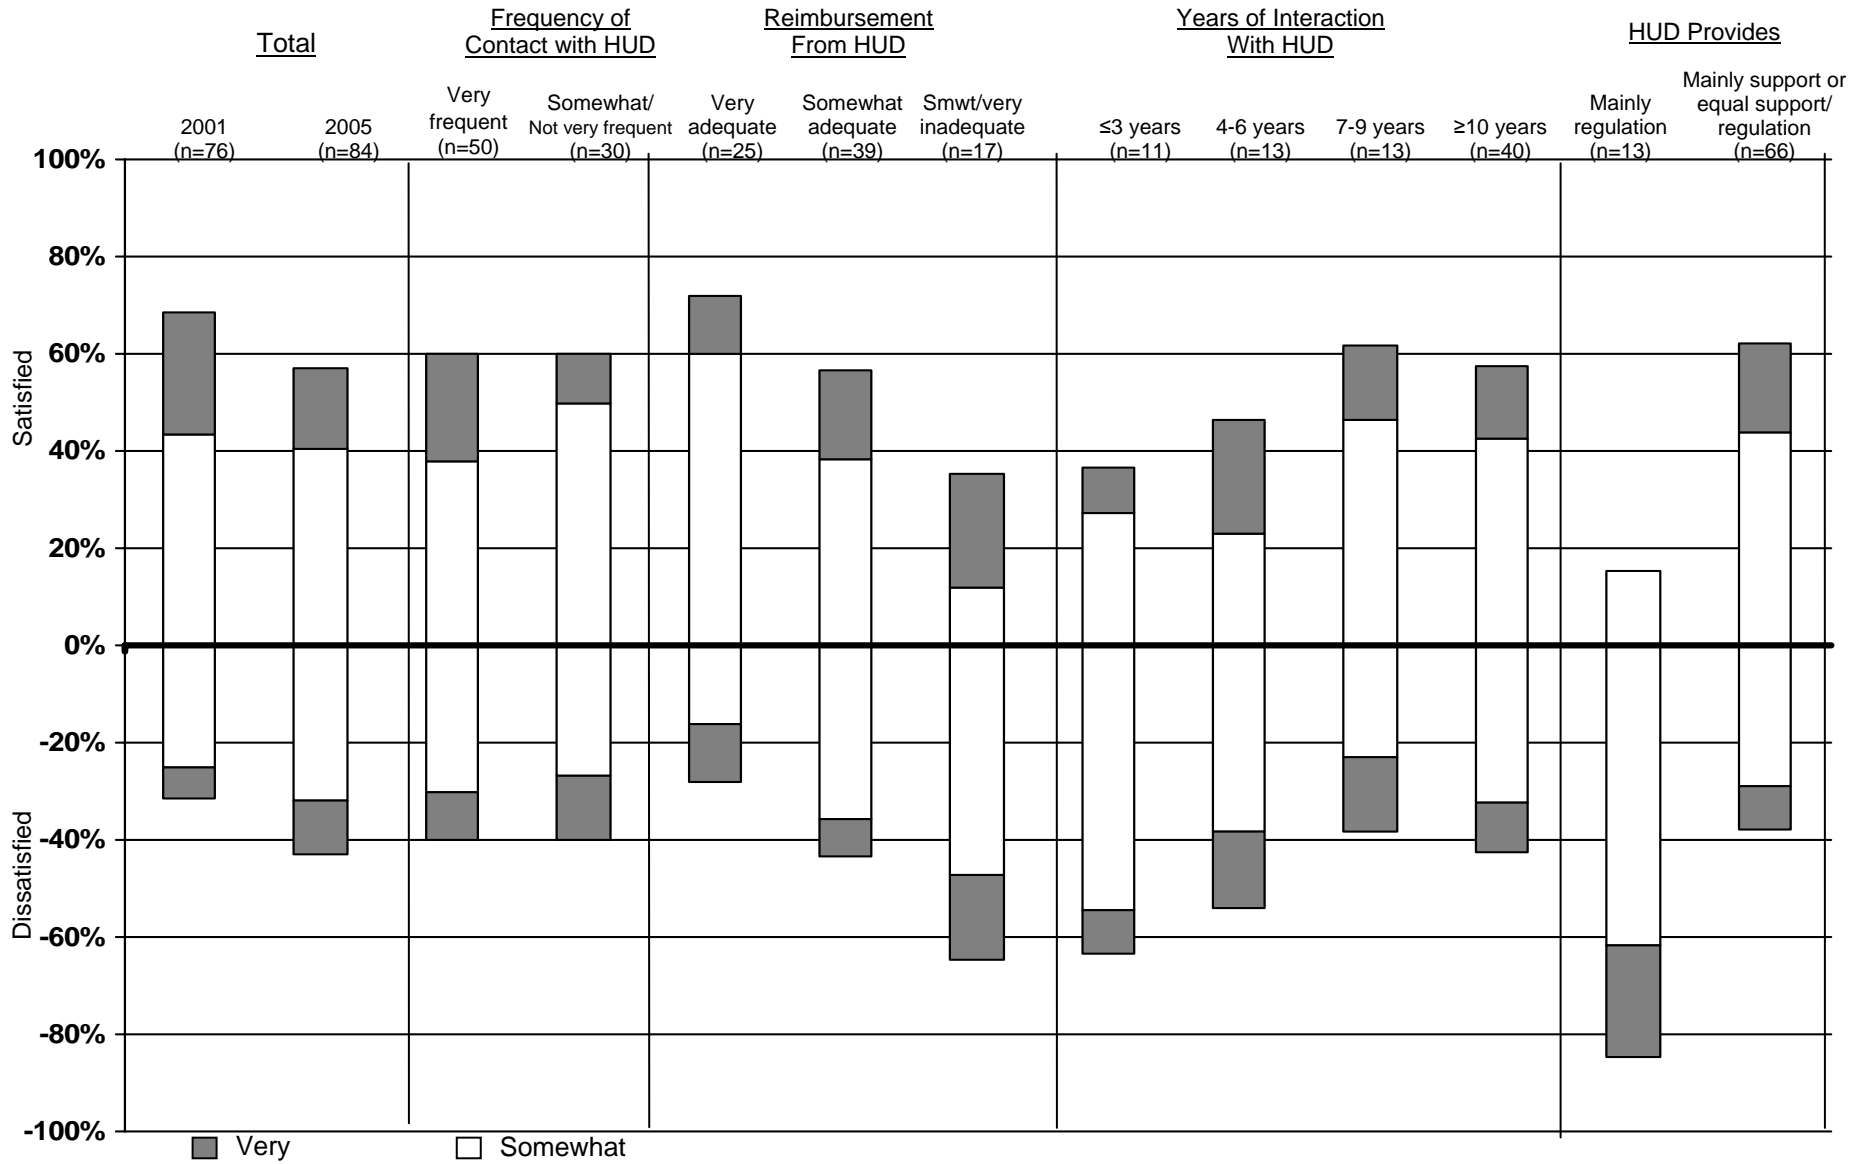 Total
Frequency of
Contact with HUD
Reimbursement
From HUD
Years of Interaction
With HUD
HUD Provides
2001
(n=76)
2005
(n=84)
Very
frequent
(n=50)
Somewhat/
Not very frequent
(n=30)
Very
adequate
(n=25)
Somewhat
adequate
(n=39)
Smwt/very
inadequate
(n=17)
≤3 years
(n=11)
4-6 years
(n=13)
7-9 years
(n=13)
≥10 years
(n=40)
Mainly
regulation
(n=13)
Mainly support or
equal support/
regulation
(n=66)
100%
80%
60%
40%
20%
0%
-20%
-40%
-60%
-80%
-100%
Satisfied
Dissatisfied
Very
Somewhat